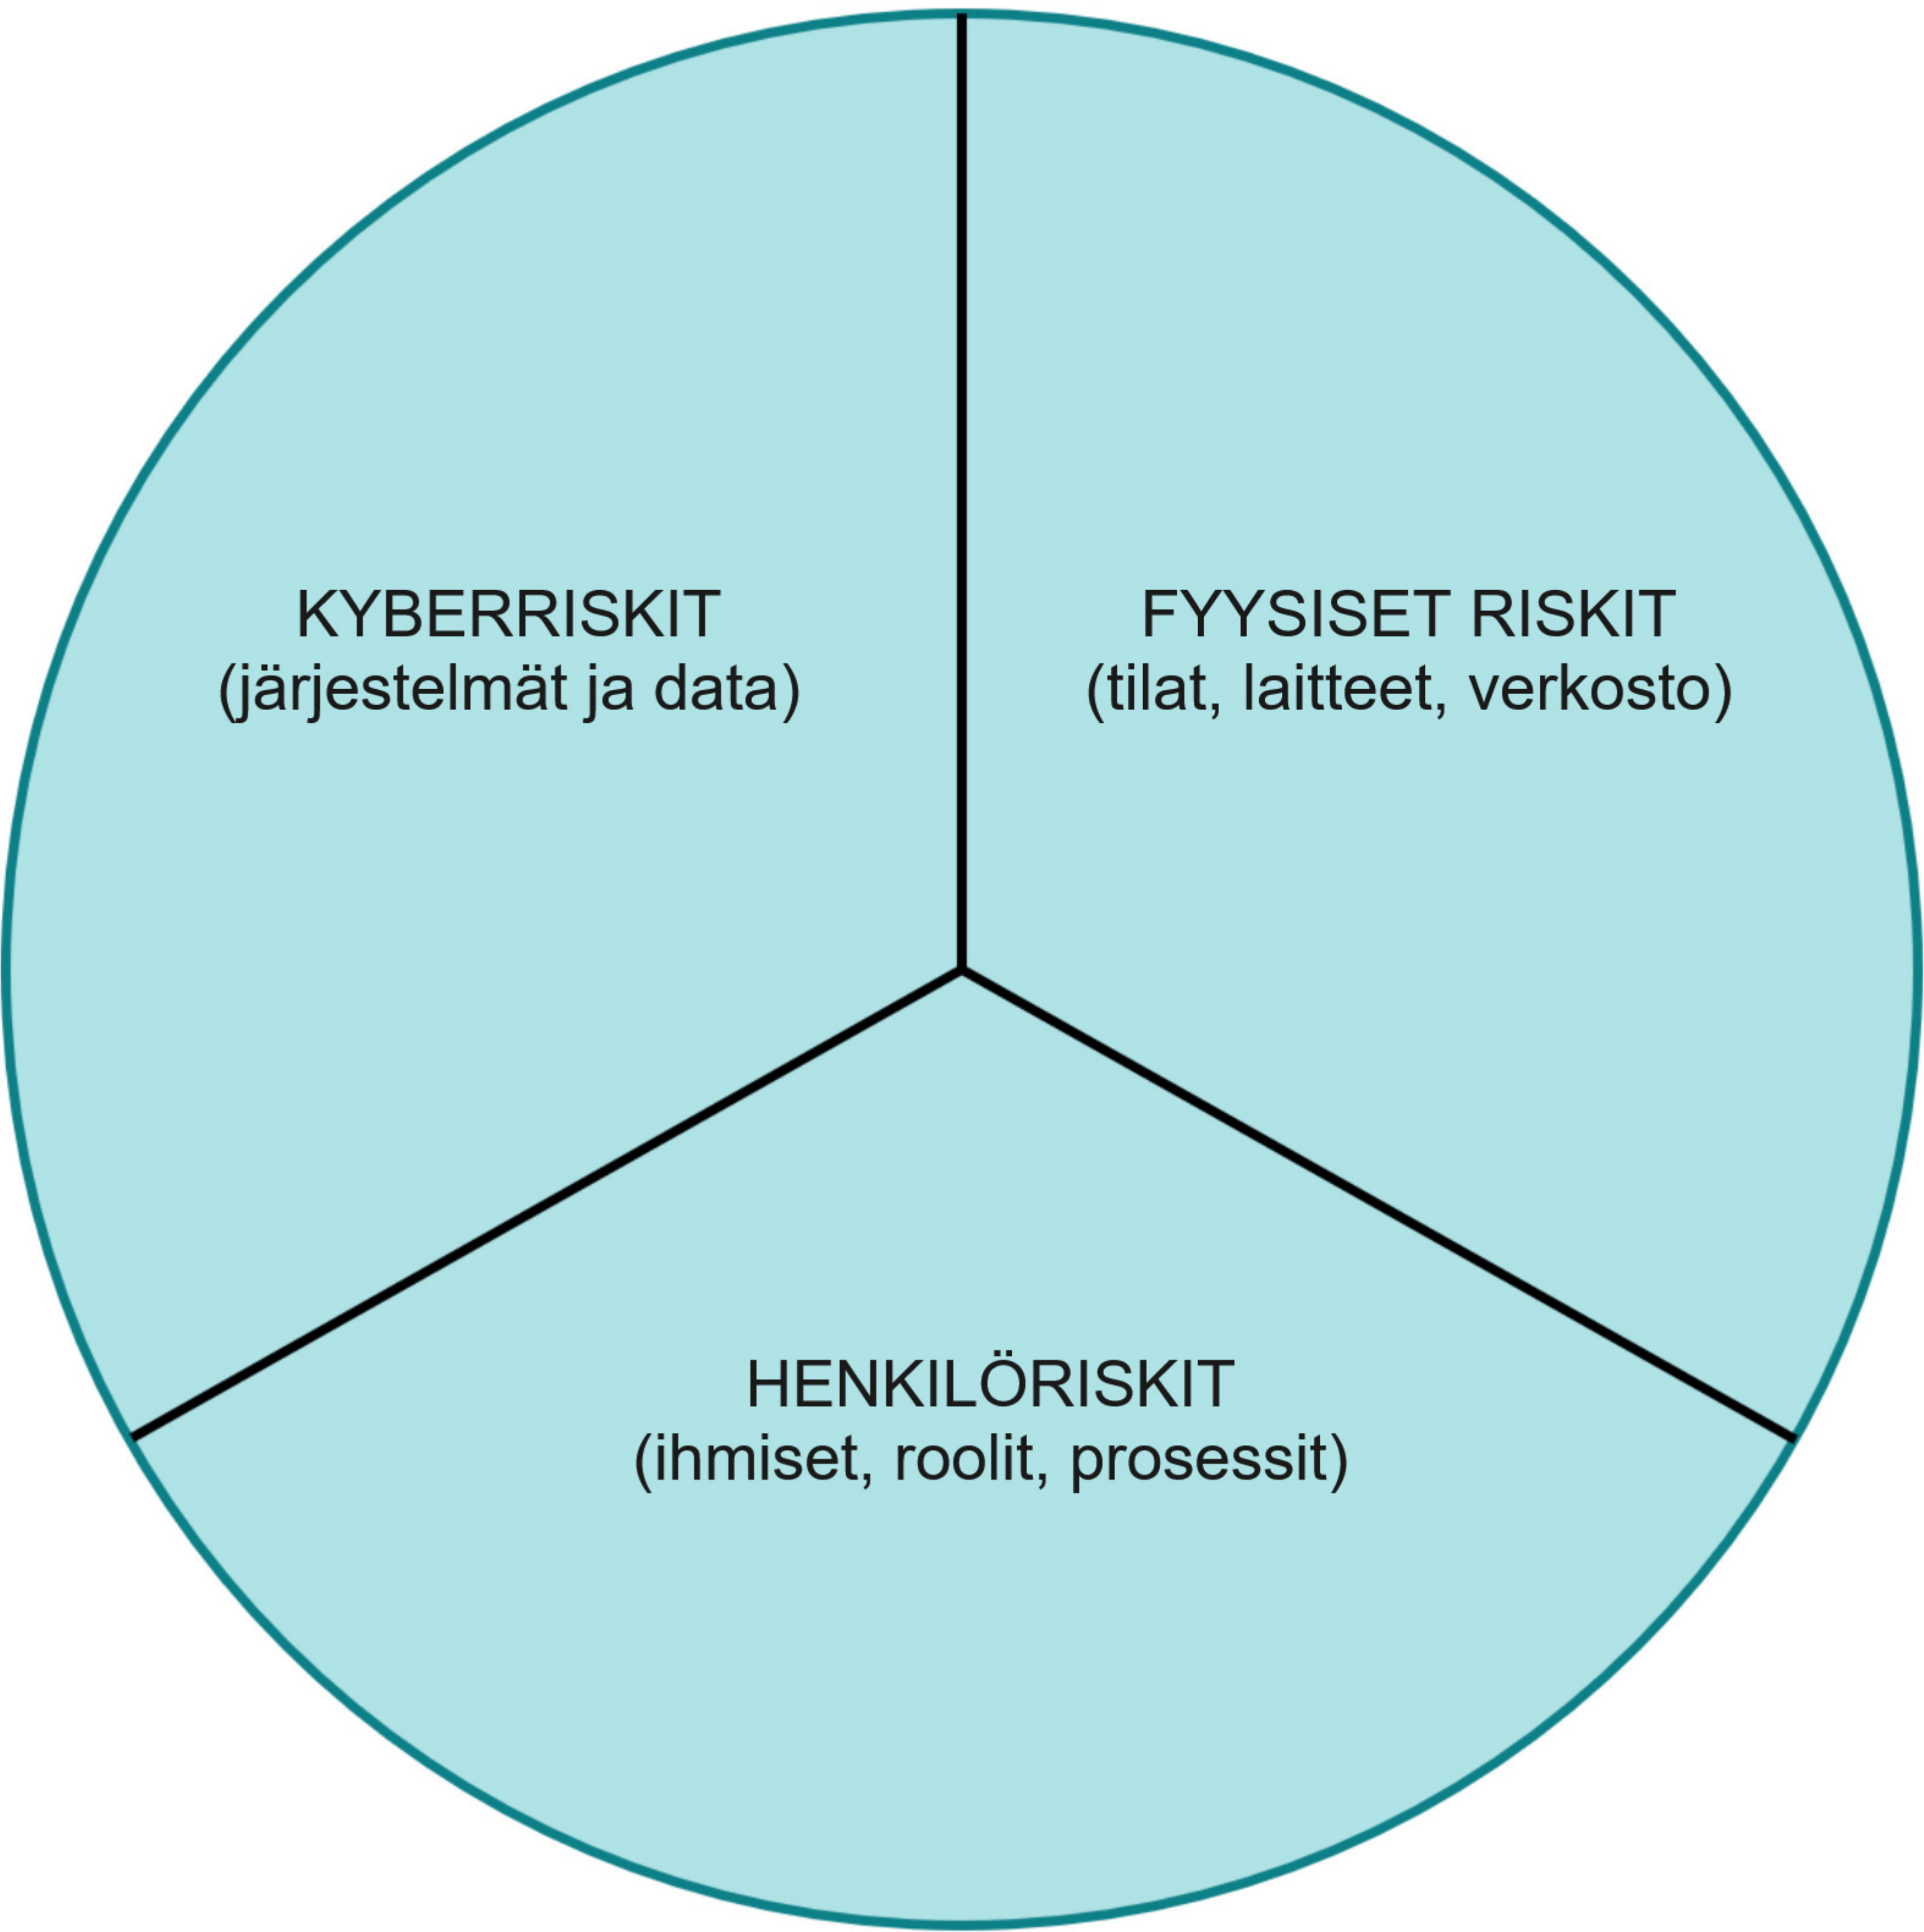 KYBERRISKIT
(järjestelmät ja data)
FYYSISET RISKIT
(tilat, laitteet, verkosto)
HENKILÖRISKIT
(ihmiset, roolit, prosessit)